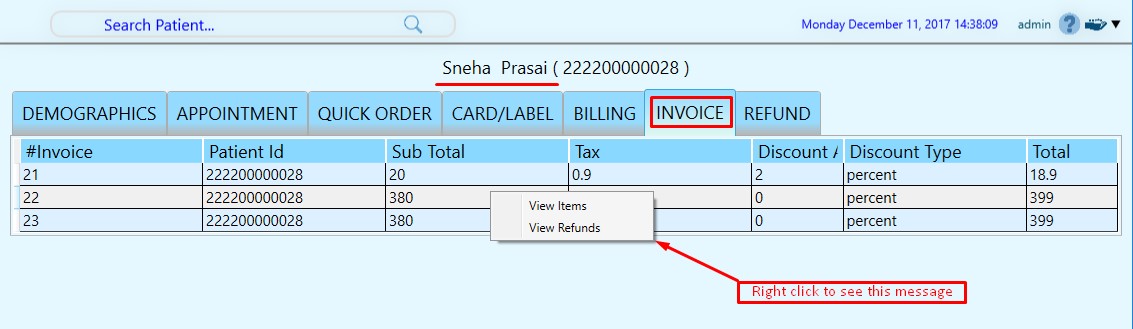 Search Patient...
Monday December 11, 2017 14:38:09 admin ?
Sneha Prasai ( 222200000028 )
DEMOGRAPHICS APPOINTMENT QUICK ORDER CARD/LABEL BILLING INVOICE REFUND
#Invoice Patient Id Sub Total Tax Discount A Discount Type Total
21 222200000028 20 0.9 2 percent 18.9
22 222200000028 380 0 percent 399
23 222200000028 380 0 percent 399
View Items
View Refunds
Right click to see this message